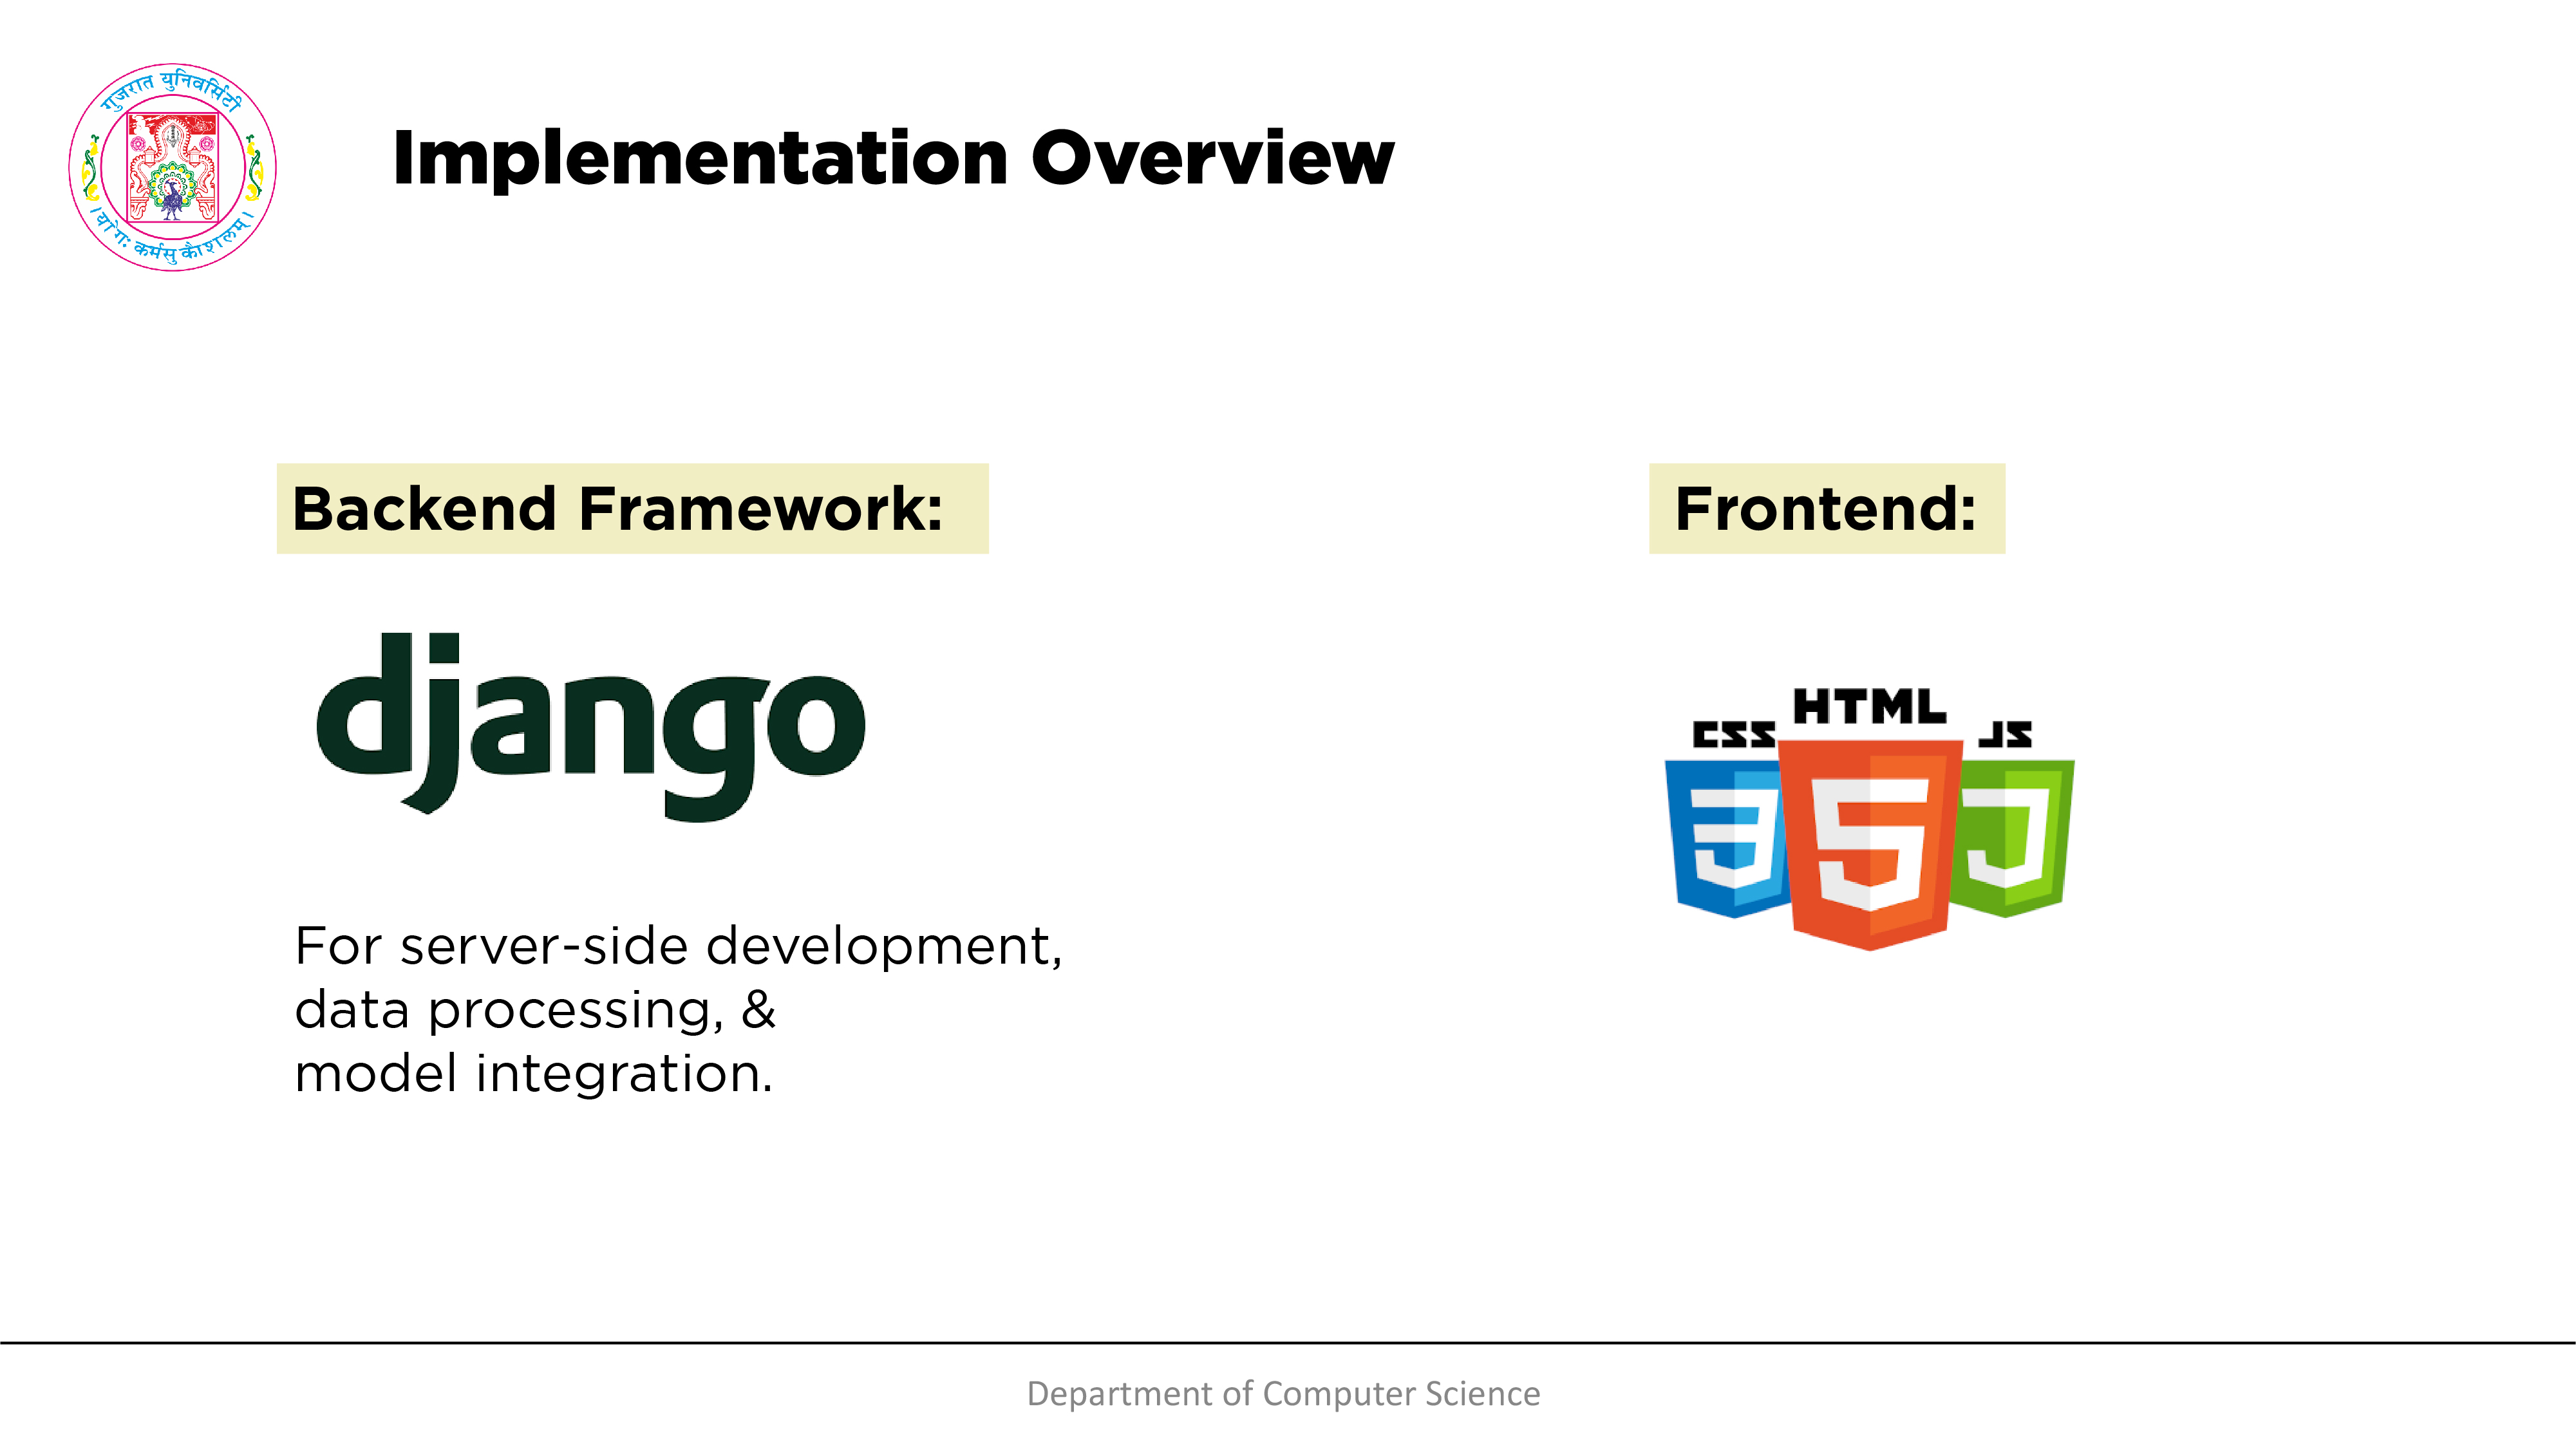 गुजरात युनिवर्सिटी
। योगः कर्मसु कौशलम् ।
Implementation Overview
Backend Framework:
Frontend:
django
HTML
CSS
JS
For server-side development,
data processing, &
model integration.
Department of Computer Science